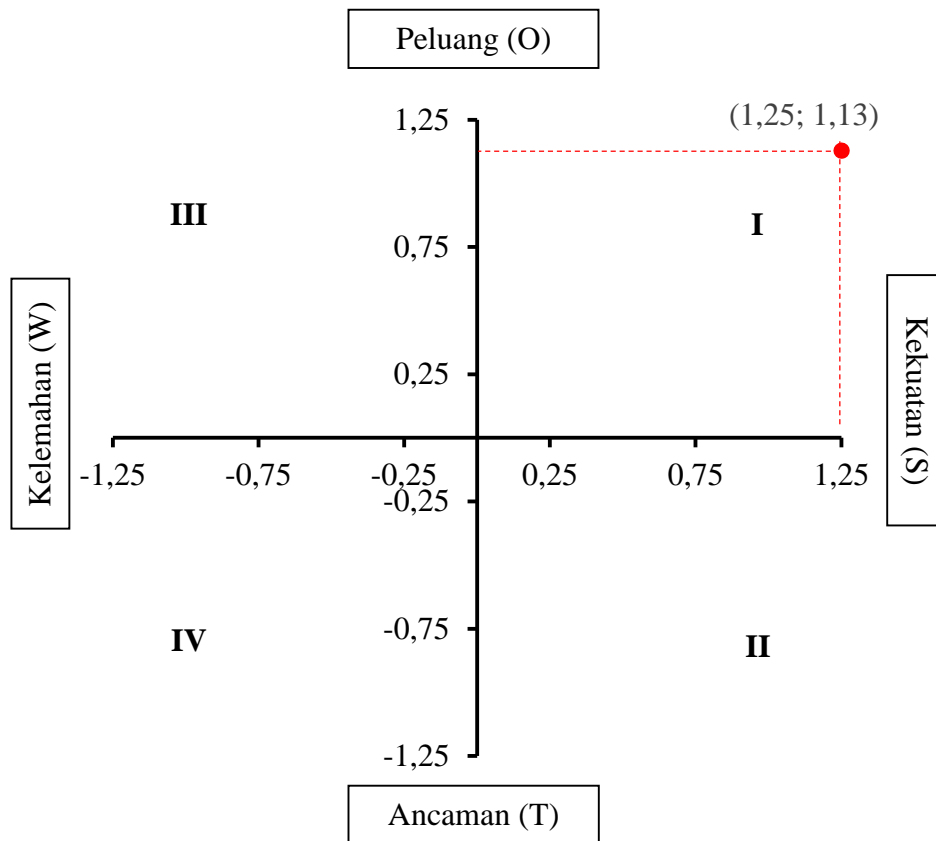 Peluang (O)
(1,25; 1,13)
1,25
III
I
0,75
Kelemahan (W)
Kekuatan (S)
0,25
-1,25
-0,75
-0,25
0,25
0,75
1,25
-0,25
IV
-0,75
II
-1,25
Ancaman (T)